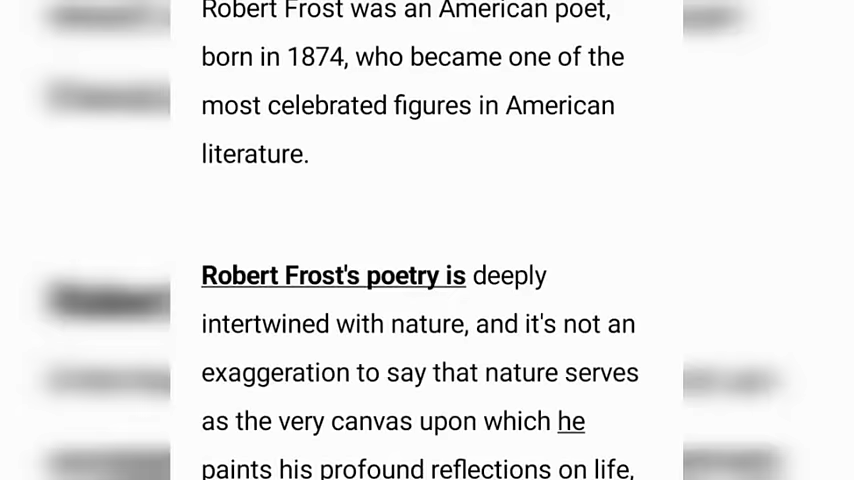 Robert Frost was an American poet,
born in 1874, who became one of the
most celebrated figures in American
literature.
Robert Frost's poetry is deeply
intertwined with nature, and it's not an
exaggeration to say that nature serves
as the very canvas upon which he
paints his profound reflections on life,